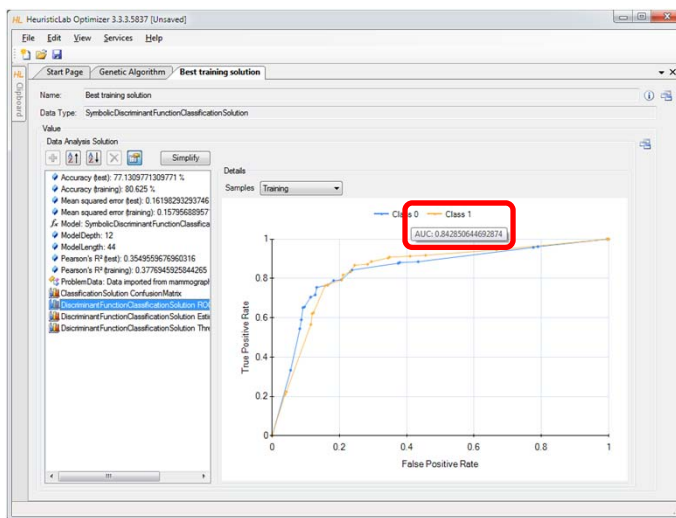 HL HeuristicLab Optimizer 3.3.3.5837 [Unsaved]
File Edit View Services Help
Start Page Genetic Algorithm Best training solution
HL
Clipboard
Name: Best training solution
Data Type: SymbolicDiscriminantFunctionClassificationSolution
Value
Data Analysis Solution
Simplify
Accuracy (test): 77.1309771309771 %
Accuracy (training): 80.625 %
Mean squared error (test): 0.16198293293746
Mean squared error (training): 0.15795688957
Model: SymbolicDiscriminantFunctionClassifica
ModelDepth: 12
ModelLength: 44
Pearson's R² (test): 0.3549559676960316
Pearson's R² (training): 0.3776945925844265
ProblemData: Data imported from mammograph
ClassificationSolution ConfusionMatrix
DiscriminantFunctionClassificationSolution ROC
DiscriminantFunctionClassificationSolution Estim
DiscriminantFunctionClassificationSolution Thre
Details
Samples Training
Class 0 Class 1
AUC: 0.842850644692874
1
0.8
0.6
0.4
0.2
0
True Positive Rate
0 0.2 0.4 0.6 0.8 1
False Positive Rate